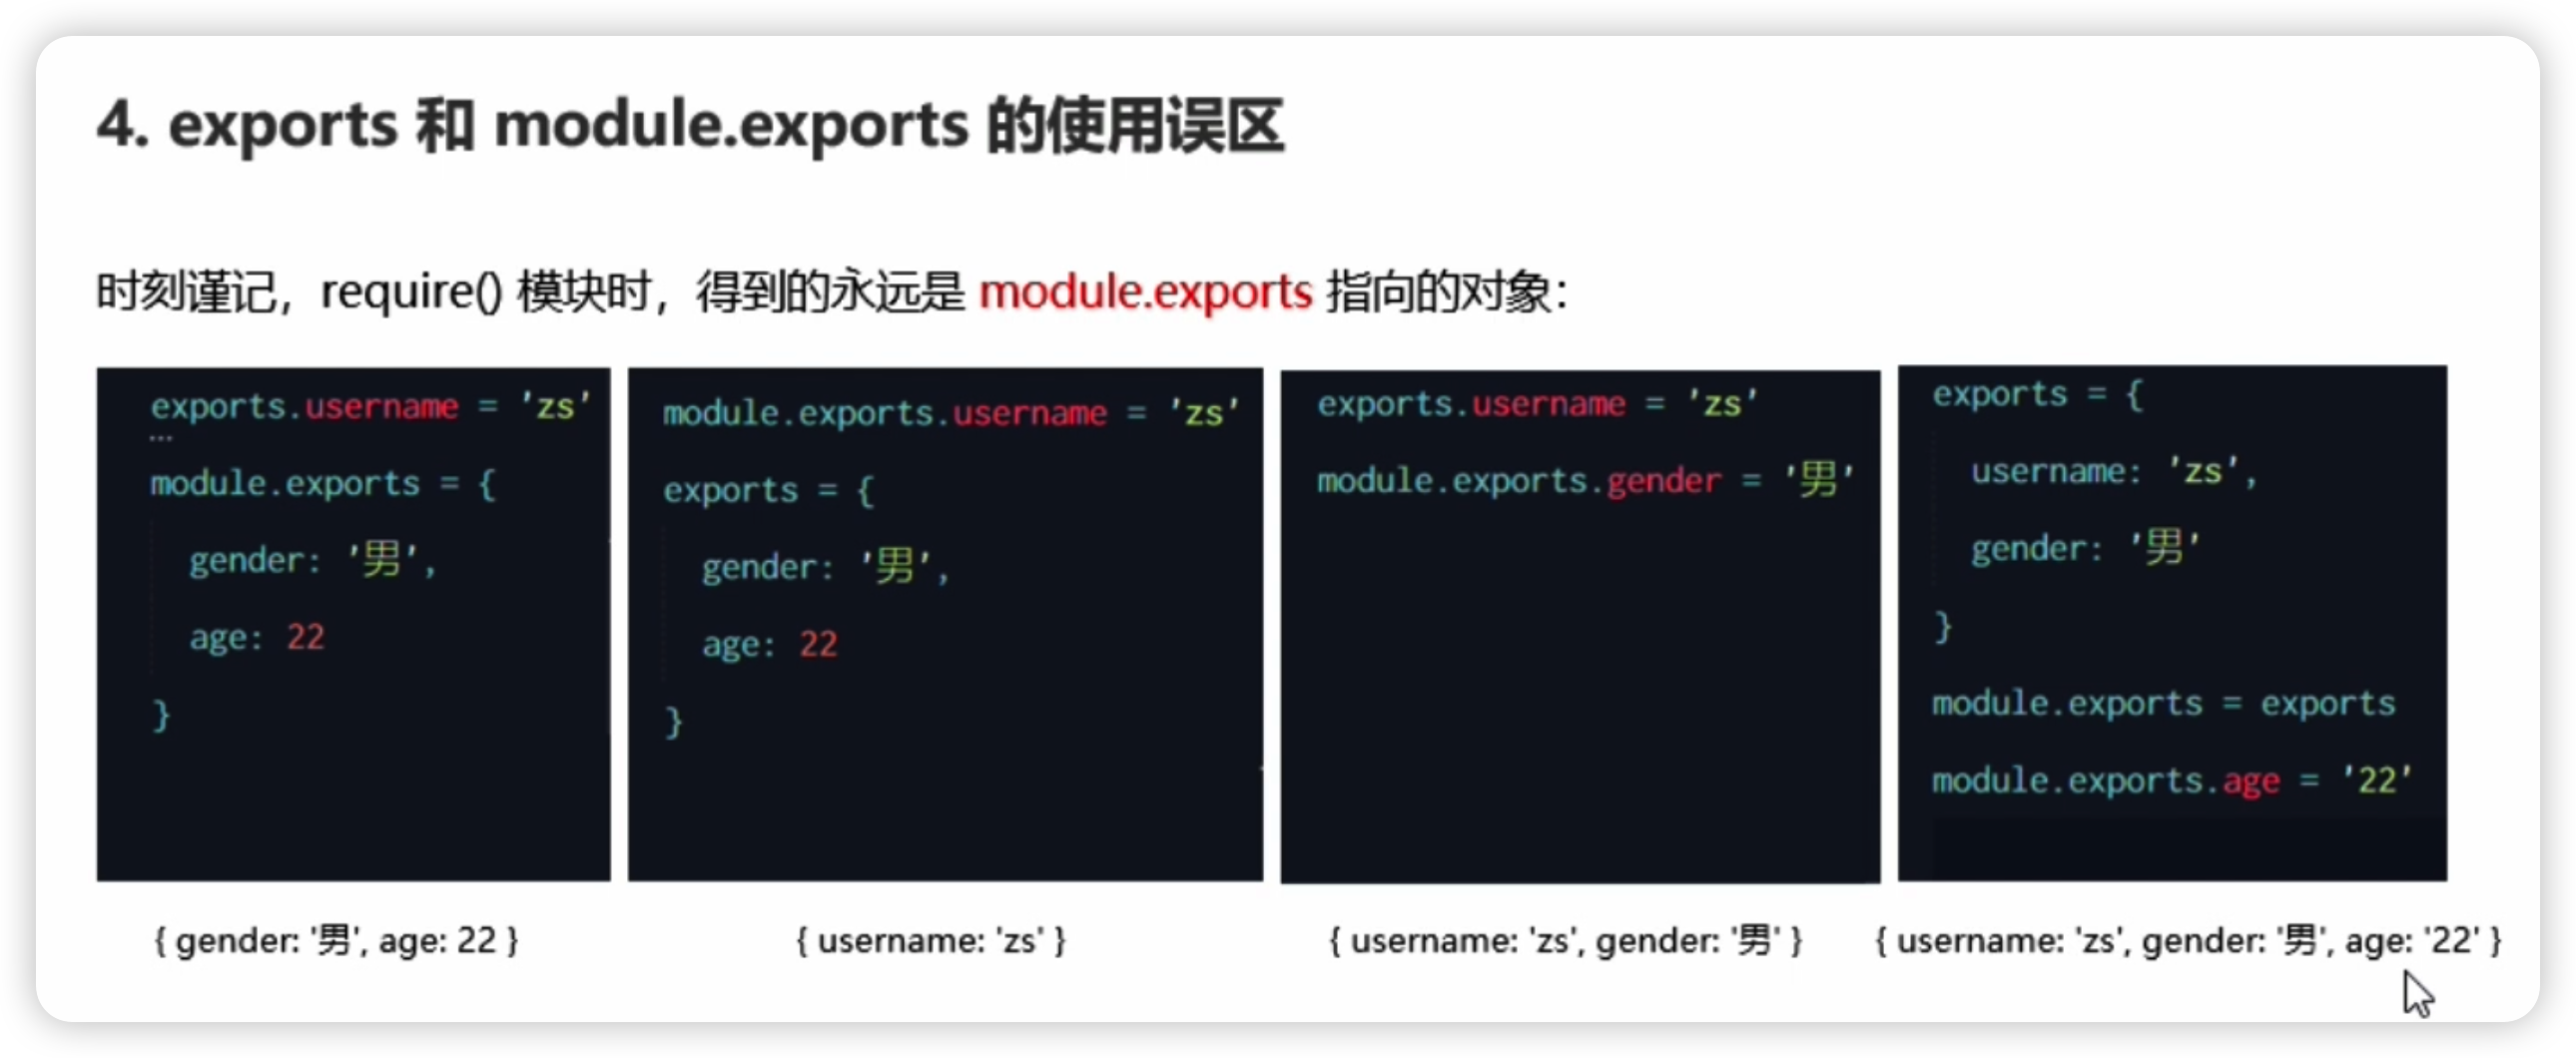 4. exports 和 module.exports 的使用误区
时刻谨记，require() 模块时，得到的永远是 module.exports 指向的对象：
exports.username = 'zs'
module.exports = {
gender: '男',
age: 22
}
{ gender: '男', age: 22 }
module.exports.username = 'zs'
exports = {
gender: '男',
age: 22
}
{ username: 'zs' }
exports.username = 'zs'
module.exports.gender = '男'
{ username: 'zs', gender: '男' }
exports = {
username: 'zs',
gender: '男'
}
module.exports = exports
module.exports.age = '22'
{ username: 'zs', gender: '男', age: '22' }